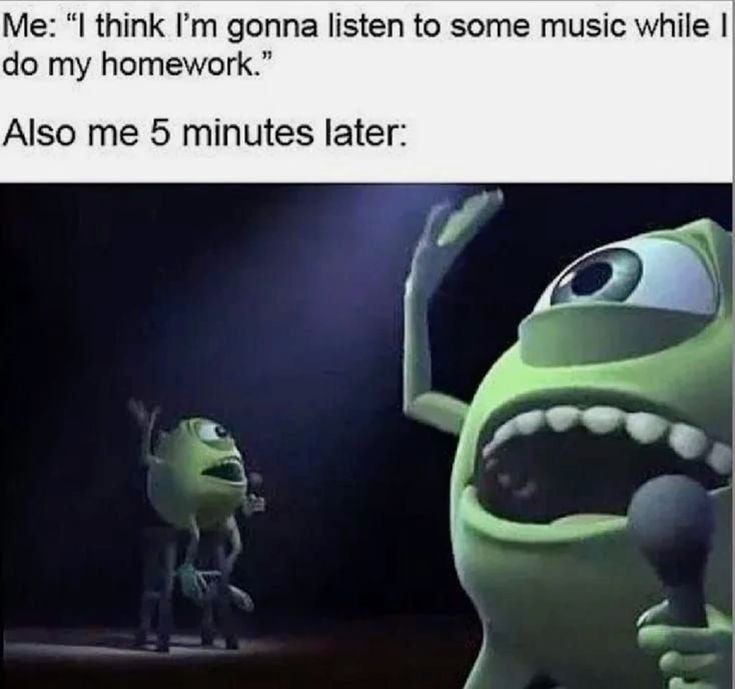 Me: “I think I’m gonna listen to some music while I
do my homework.”
Also me 5 minutes later: